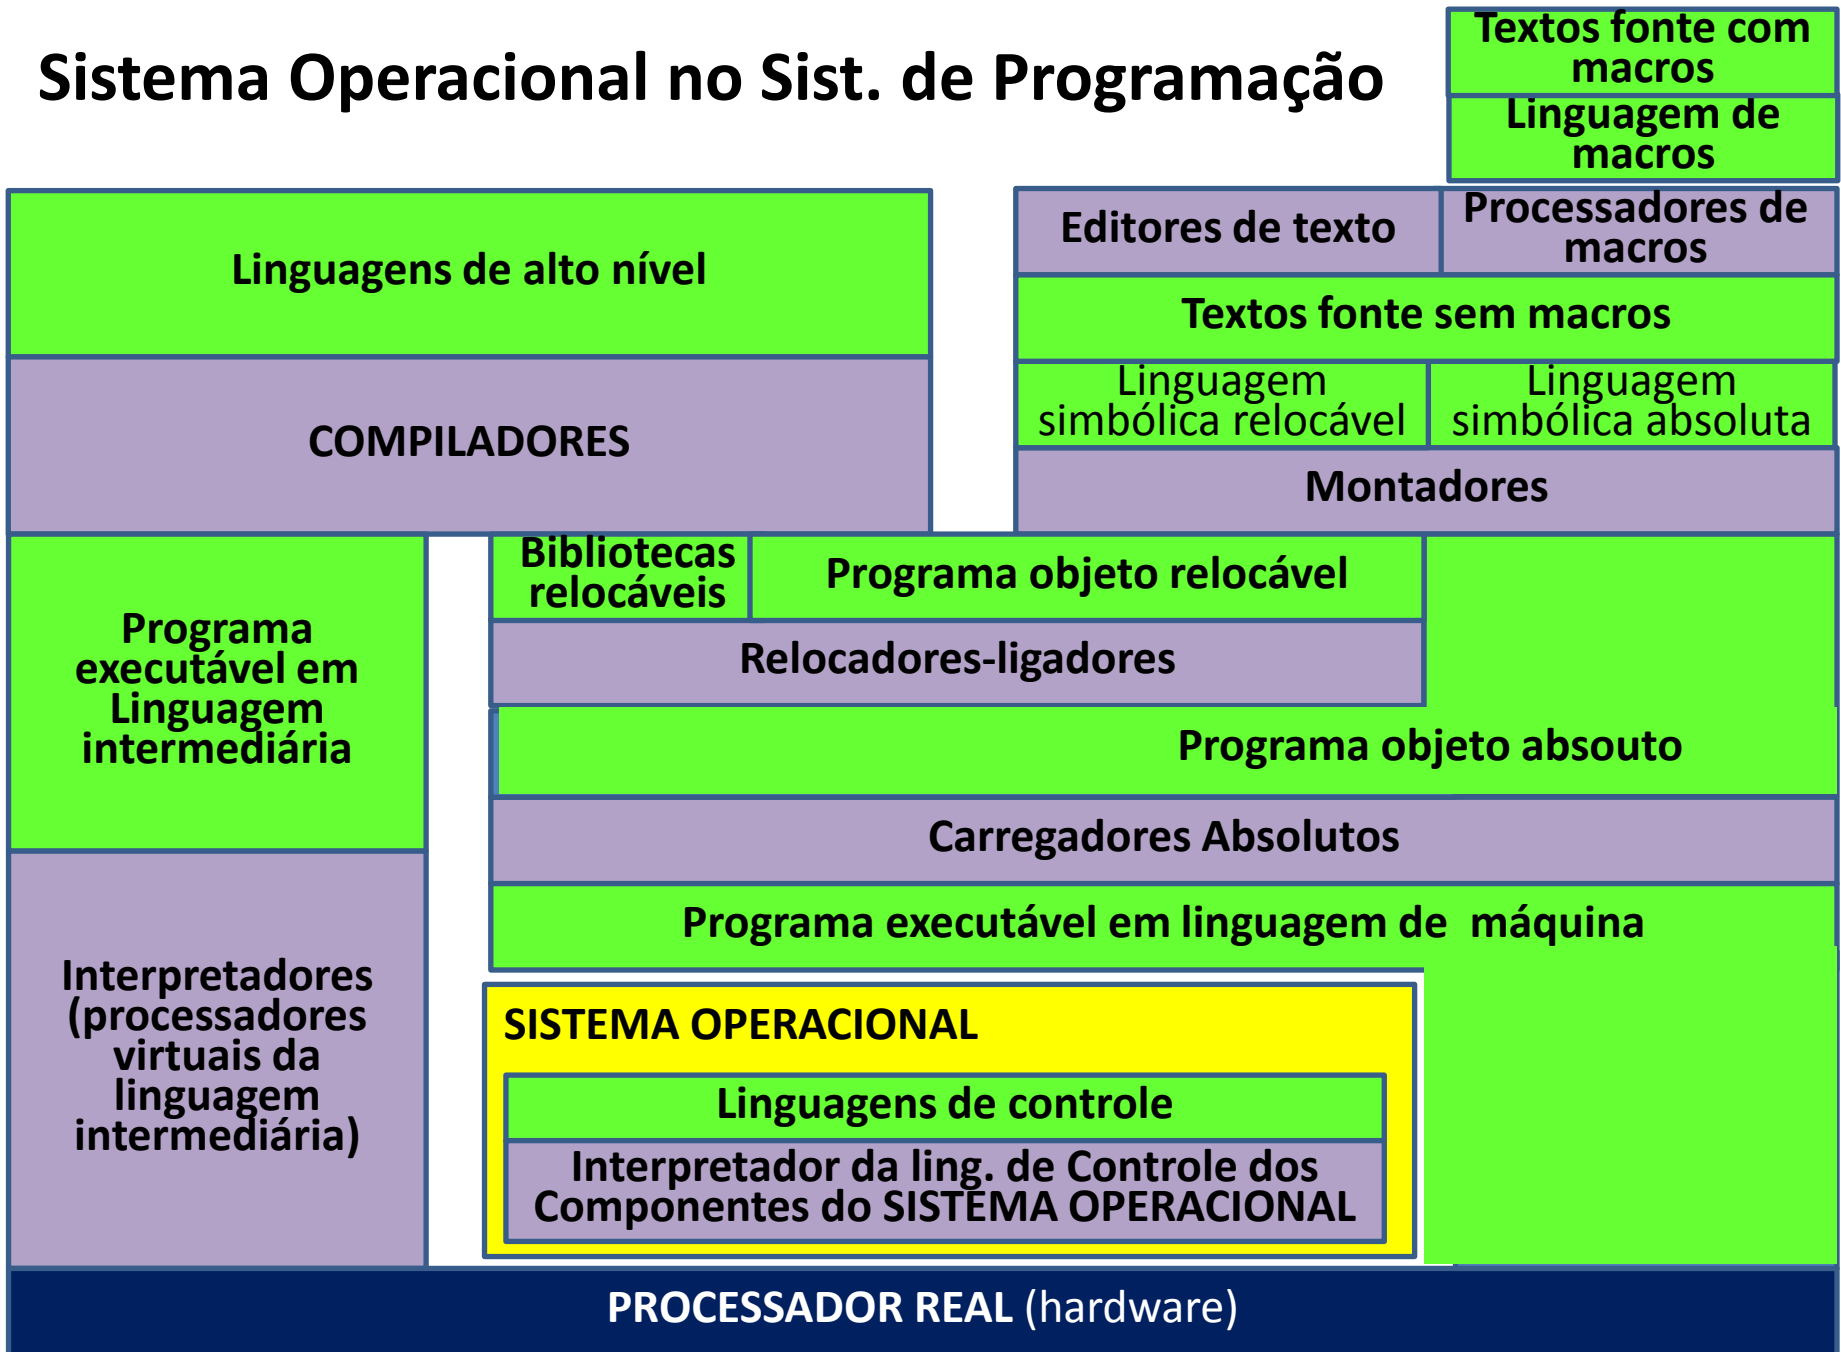 Sistema Operacional no Sist. de Programação
Textos fonte com
macros
Linguagem de
macros
Linguagens de alto nível
COMPILADORES
Editores de texto
Processadores de
macros
Textos fonte sem macros
Linguagem
simbólica relocável
Linguagem
simbólica absoluta
Montadores
Programa
executável em
Linguagem
intermediária
Bibliotecas
relocáveis
Programa objeto relocável
Relocadores-ligadores
Programa objeto absouto
Carregadores Absolutos
Programa executável em linguagem de máquina
Interpretadores
(processadores
virtuais da
linguagem
intermediária)
SISTEMA OPERACIONAL
Linguagens de controle
Interpretador da ling. de Controle dos
Componentes do SISTEMA OPERACIONAL
PROCESSADOR REAL (hardware)